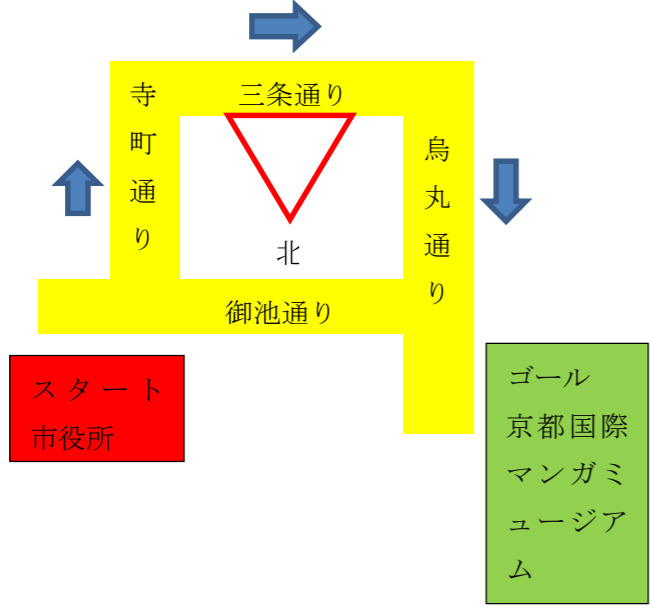 三条通り
寺町通り
烏丸通り
北
御池通り
スタート
市役所
ゴール
京都国際
マンガミ
ュージア
ム